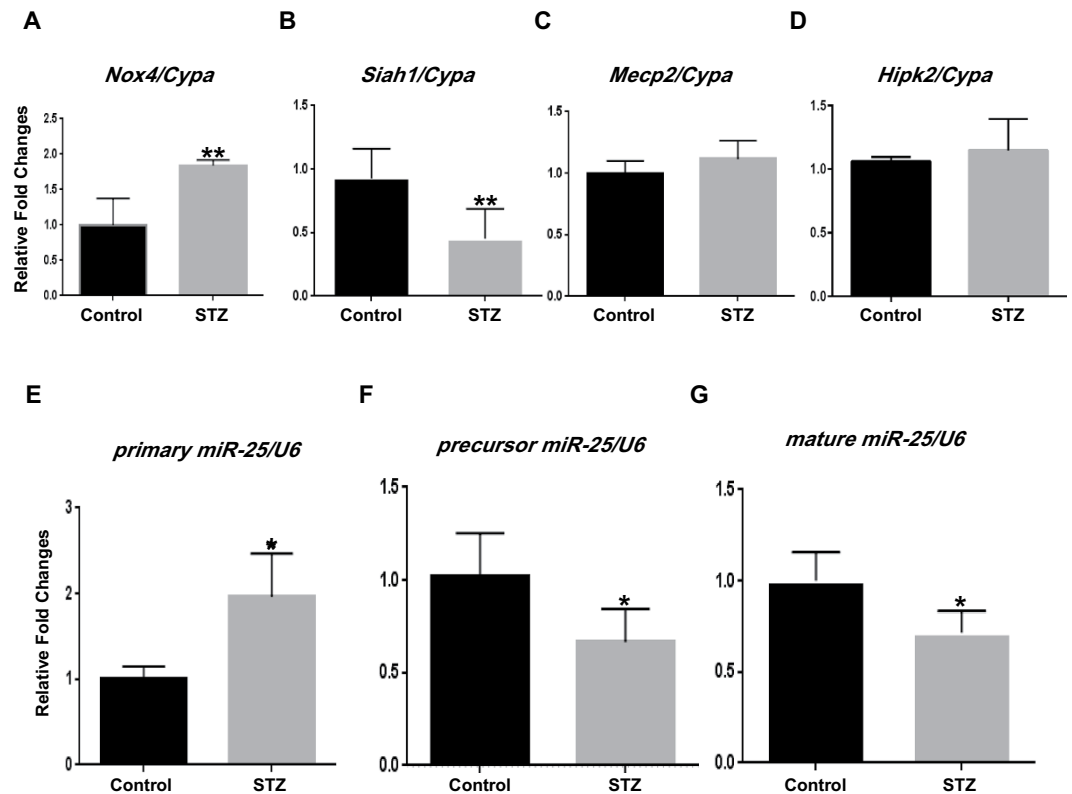 A
B
C
D
Nox4/Cypa
Siah1/Cypa
Mecp2/Cypa
Hipk2/Cypa
Relative Fold Changes
2.5
2.0
1.5
1.0
0.5
0.0
**
Control
STZ
1.5
1.0
0.5
0.0
**
Control
STZ
1.5
1.0
0.5
0.0
Control
STZ
1.5
1.0
0.5
0.0
Control
STZ
E
F
G
primary miR-25/U6
precursor miR-25/U6
mature miR-25/U6
Relative Fold Changes
3
2
1
0
*
Control
STZ
1.5
1.0
0.5
0.0
*
Control
STZ
1.5
1.0
0.5
0.0
*
Control
STZ